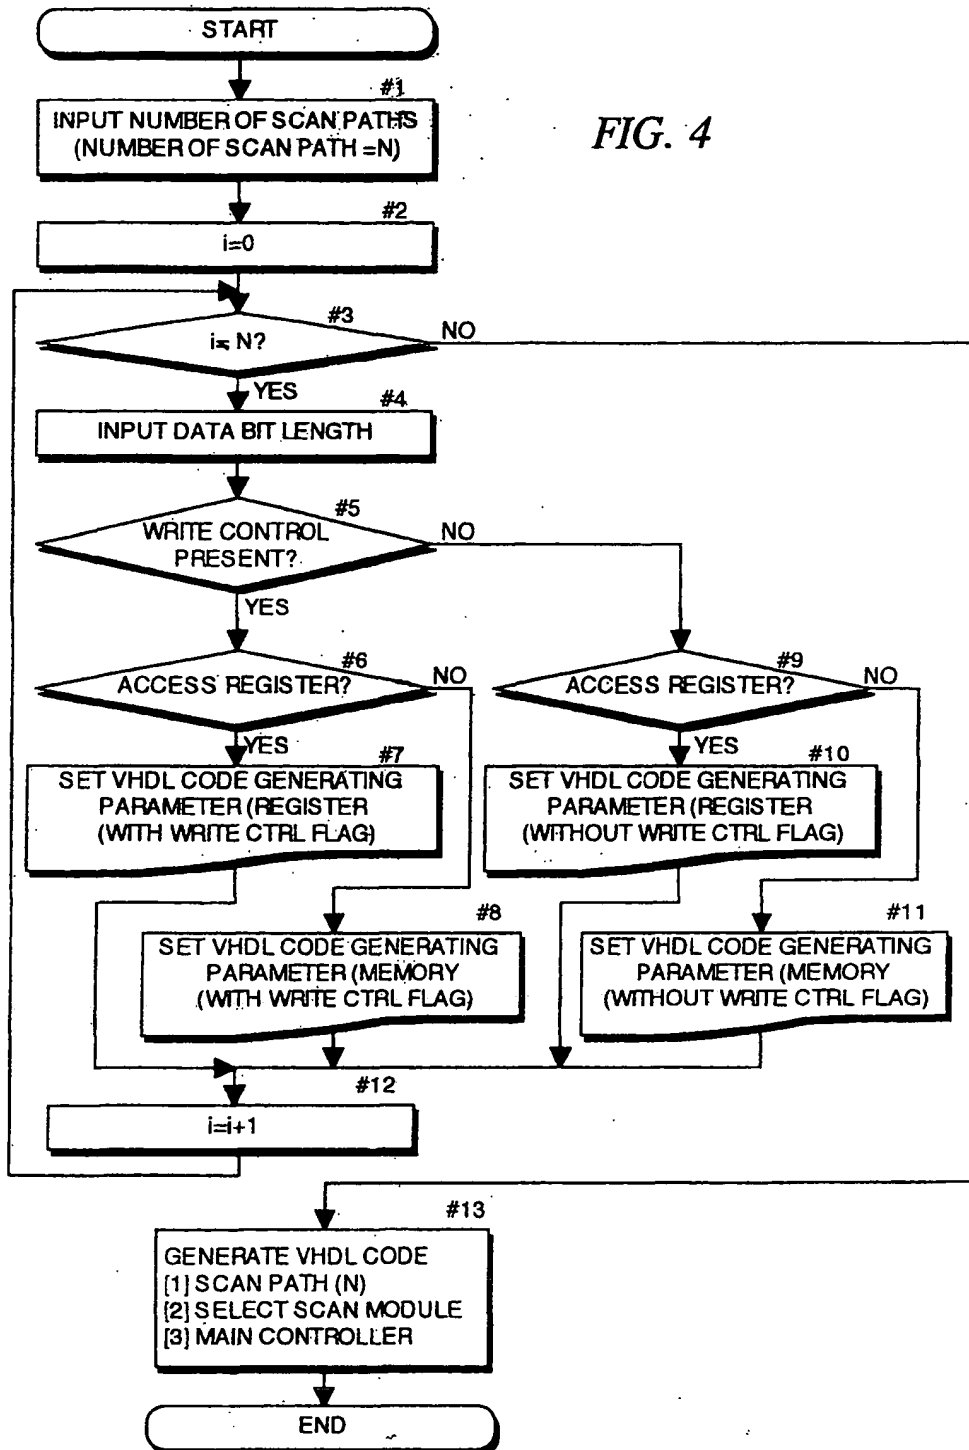 START
FIG. 4
#1
INPUT NUMBER OF SCAN PATHS
(NUMBER OF SCAN PATH =N)
#2
i=0
#3
i= N?
NO
YES
#4
INPUT DATA BIT LENGTH
#5
WRITE CONTROL
PRESENT?
NO
YES
#6
ACCESS REGISTER?
NO
YES
#9
ACCESS REGISTER?
NO
YES
#7
SET VHDL CODE GENERATING
PARAMETER (REGISTER
(WITH WRITE CTRL FLAG)
#10
SET VHDL CODE GENERATING
PARAMETER (REGISTER
(WITHOUT WRITE CTRL FLAG)
#8
SET VHDL CODE GENERATING
PARAMETER (MEMORY
(WITH WRITE CTRL FLAG)
#11
SET VHDL CODE GENERATING
PARAMETER (MEMORY
(WITHOUT WRITE CTRL FLAG)
#12
i=i+1
#13
GENERATE VHDL CODE
[1] SCAN PATH (N)
[2] SELECT SCAN MODULE
[3] MAIN CONTROLLER
END